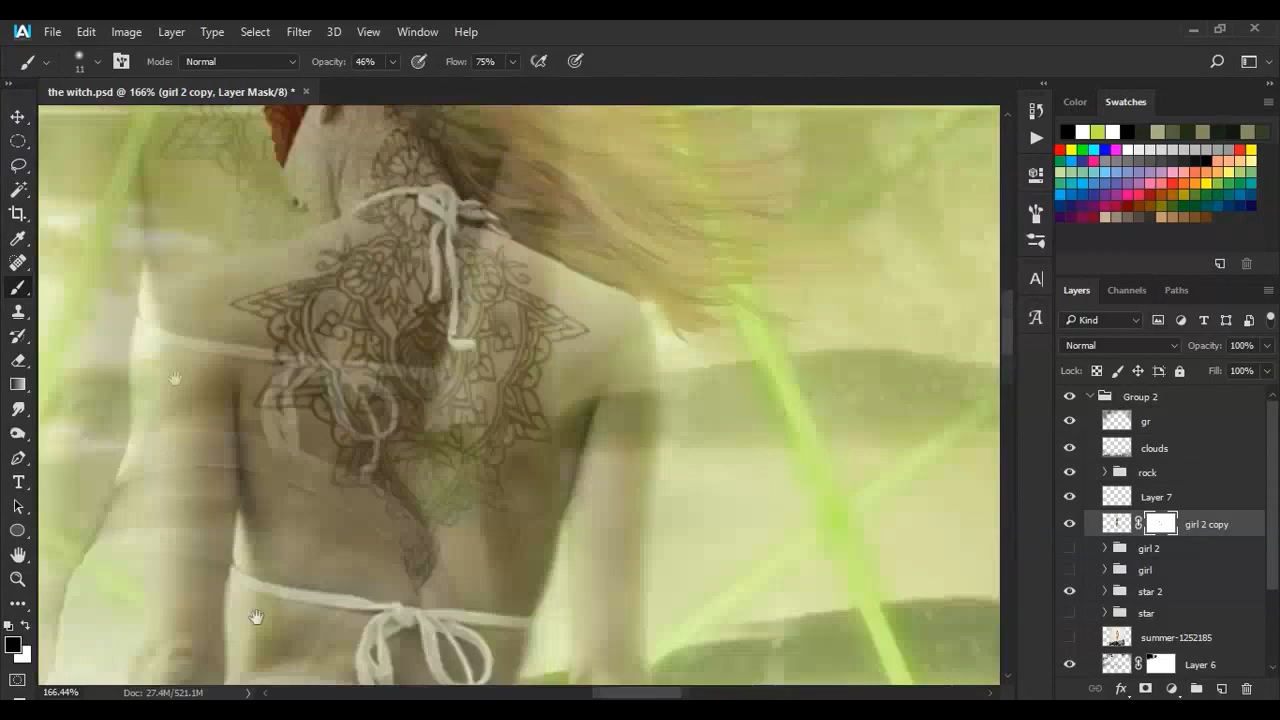 File Edit Image Layer Type Select Filter 3D View Window Help
11 Mode: Normal Opacity: 46% Flow: 75%
the witch.psd @ 166% (girl 2 copy, Layer Mask/8) * ×
Color Swatches
Layers Channels Paths
Kind
Normal Opacity: 100%
Lock: Fill: 100%
Group 2
gr
clouds
rock
Layer 7
girl 2 copy
girl 2
girl
star 2
star
summer-1252185
Layer 6
166.44% Doc: 27.4M/521.1M